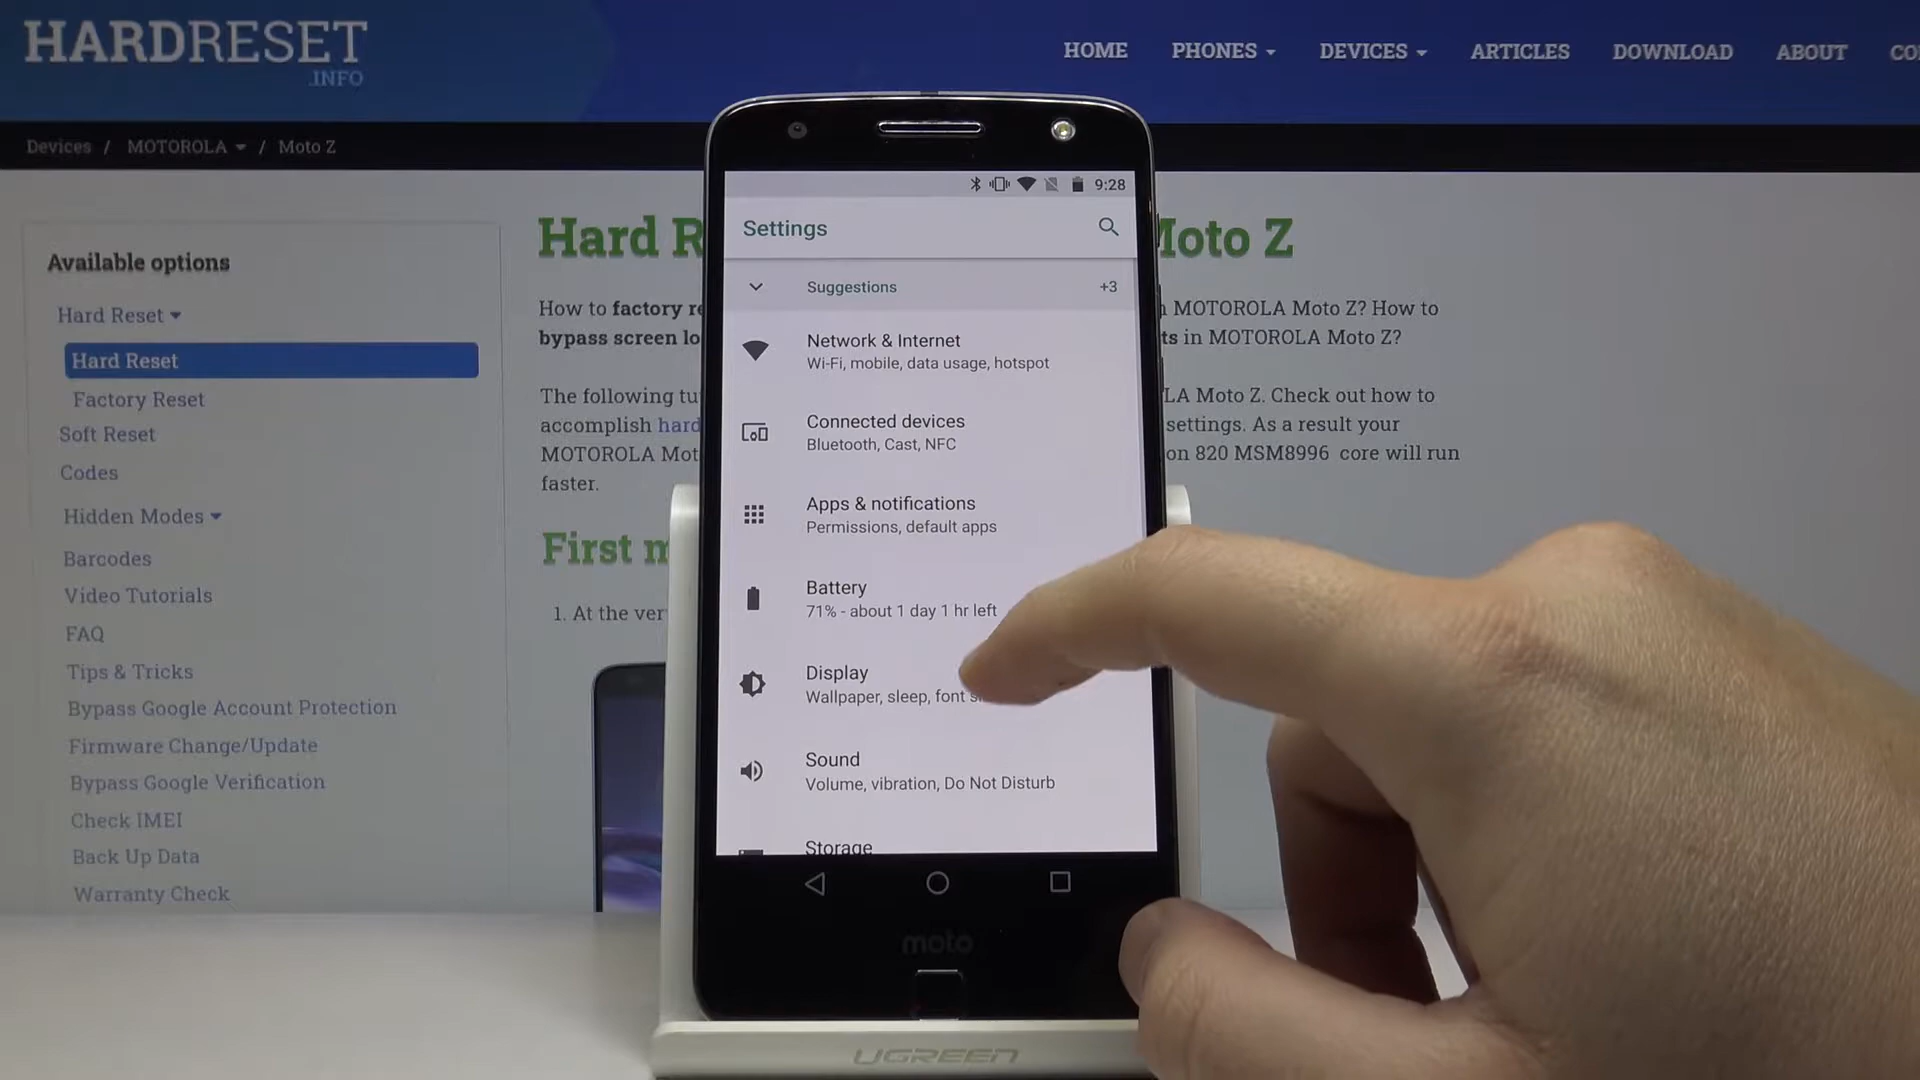 HARDRESET
.INFO
HOME
PHONES
DEVICES
ARTICLES
DOWNLOAD
ABOUT
CO
Devices / MOTOROLA / Moto Z
Available options
Hard Reset
Hard Reset
Factory Reset
Soft Reset
Codes
Hidden Modes
Barcodes
Video Tutorials
FAQ
Tips & Tricks
Bypass Google Account Protection
Firmware Change/Update
Bypass Google Verification
Check IMEI
Back Up Data
Warranty Check
Hard R
Moto Z
How to factory re
n MOTOROLA Moto Z? How to
bypass screen lo
ts in MOTOROLA Moto Z?
The following tu
LA Moto Z. Check out how to
accomplish hard
settings. As a result your
MOTOROLA Mot
on 820 MSM8996 core will run
faster.
First m
1. At the ver
9:28
Settings
Suggestions +3
Network & Internet
Wi-Fi, mobile, data usage, hotspot
Connected devices
Bluetooth, Cast, NFC
Apps & notifications
Permissions, default apps
Battery
71% - about 1 day 1 hr left
Display
Wallpaper, sleep, font s
Sound
Volume, vibration, Do Not Disturb
Storage
moto
UGREEN